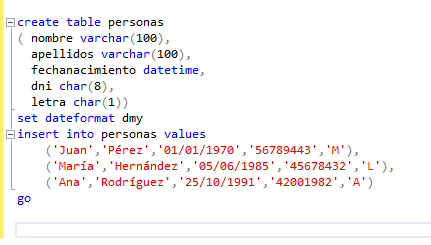 create table personas
( nombre varchar(100),
apellidos varchar(100),
fechanacimiento datetime,
dni char(8),
letra char(1))
set dateformat dmy
insert into personas values
('Juan','Pérez','01/01/1970','56789443','M'),
('María','Hernández','05/06/1985','45678432','L'),
('Ana','Rodríguez','25/10/1991','42001982','A')
go